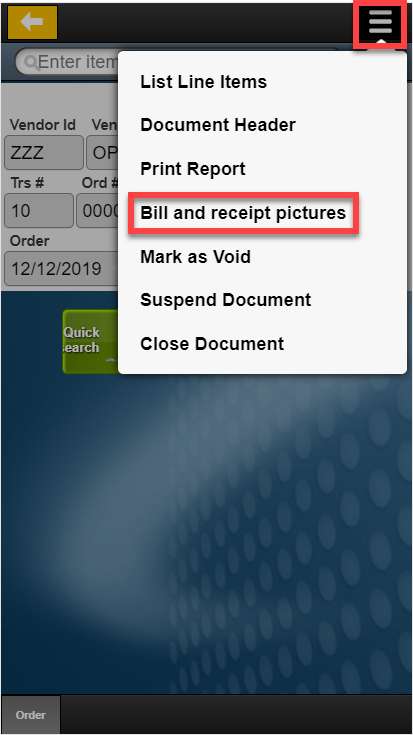 Enter item
List Line Items
Document Header
Vendor Id Ven
Print Report
ZZZ OP
Trs # Ord #
Bill and receipt pictures
10 0000
Order
Mark as Void
12/12/2019
Suspend Document
Quick
search
Close Document
Order